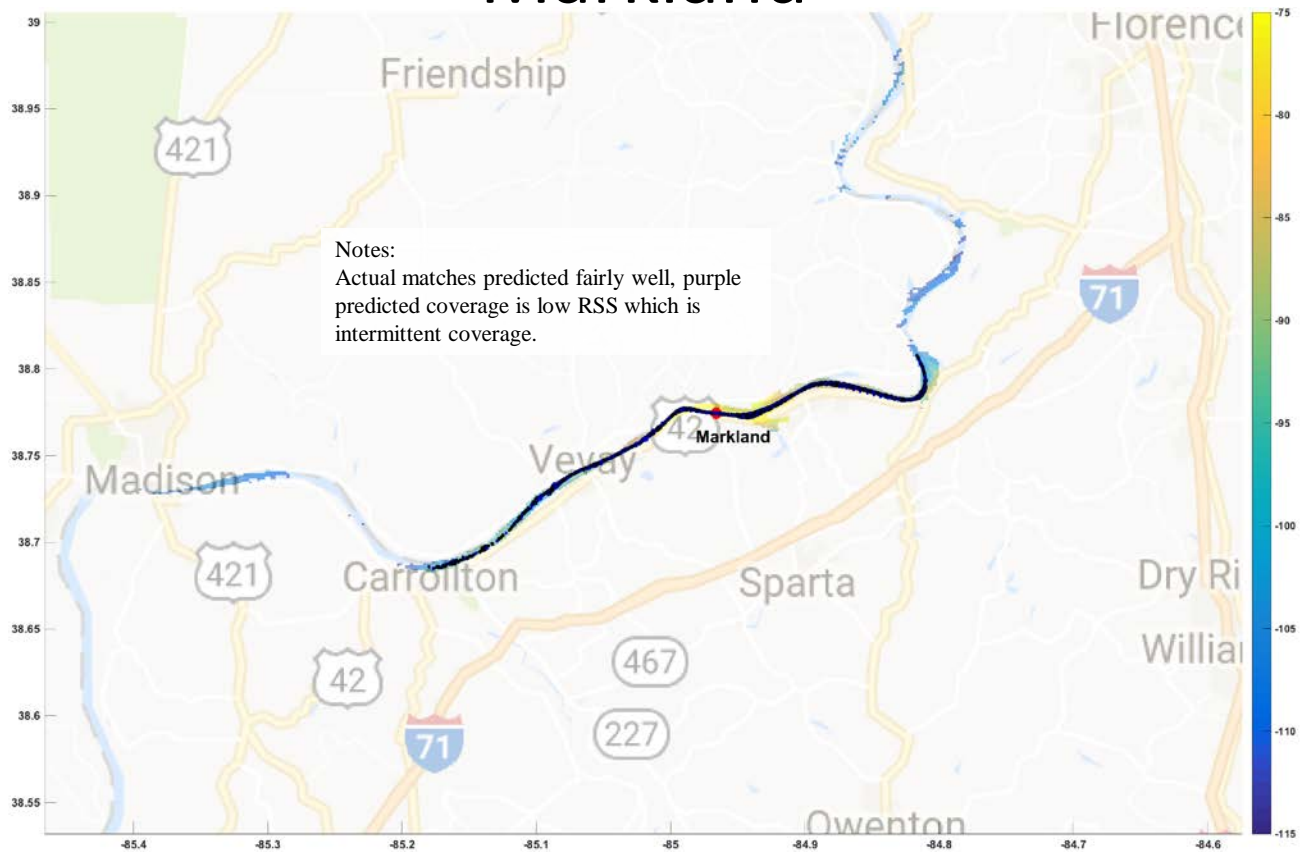 Markland
39
38.95
38.9
38.85
38.8
38.75
38.7
38.65
38.6
38.55
-85.4
-85.3
-85.2
-85.1
-85
-84.9
-84.8
-84.7
-84.6
-75
-80
-85
-90
-95
-100
-105
-110
-115
Friendship
Florenc
421
Notes:
Actual matches predicted fairly well, purple
predicted coverage is low RSS which is
intermittent coverage.
71
42
Markland
Vevay
Madison
421
Carrollton
Sparta
Dry Ri
467
Willia
42
227
71
Owenton